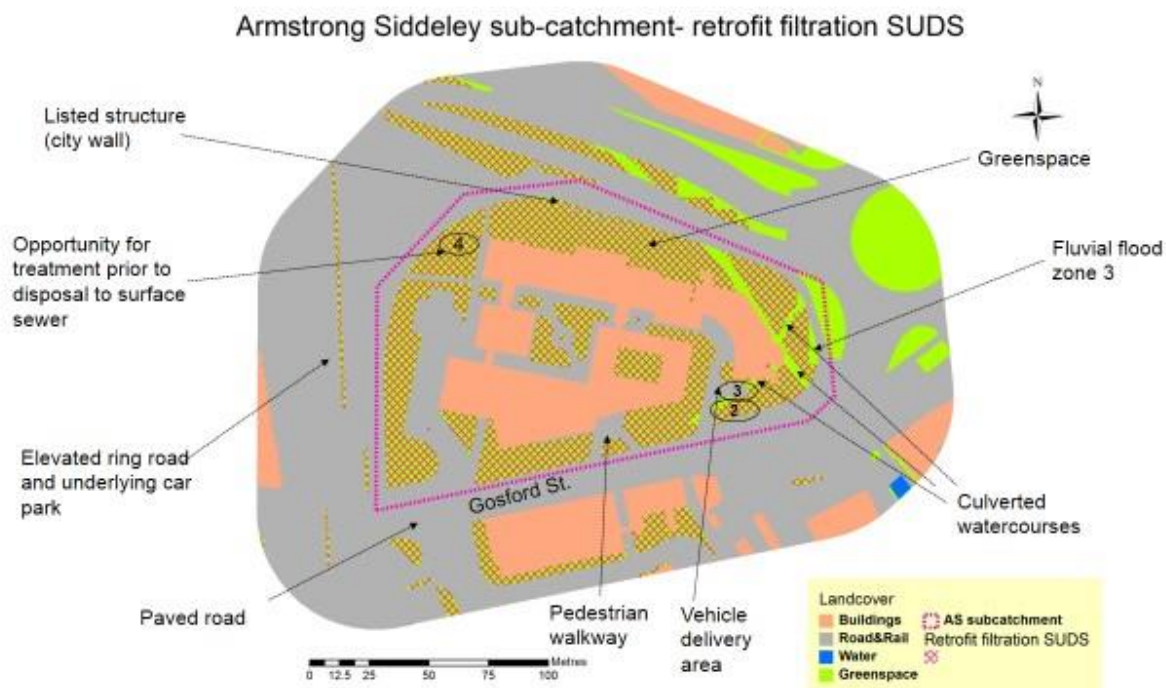 Armstrong Siddeley sub-catchment- retrofit filtration SUDS
N
Listed structure
(city wall)
Greenspace
4
Opportunity for
treatment prior to
disposal to surface
sewer
Fluvial flood
zone 3
3
2
Elevated ring road
and underlying car
park
Gosford St.
Culverted
watercourses
Paved road
Pedestrian
walkway
Vehicle
delivery
area
Landcover
Buildings
Road&Rail
Water
Greenspace
AS subcatchment
Retrofit filtration SUDS
Metres
0 12.5 25 50 75 100